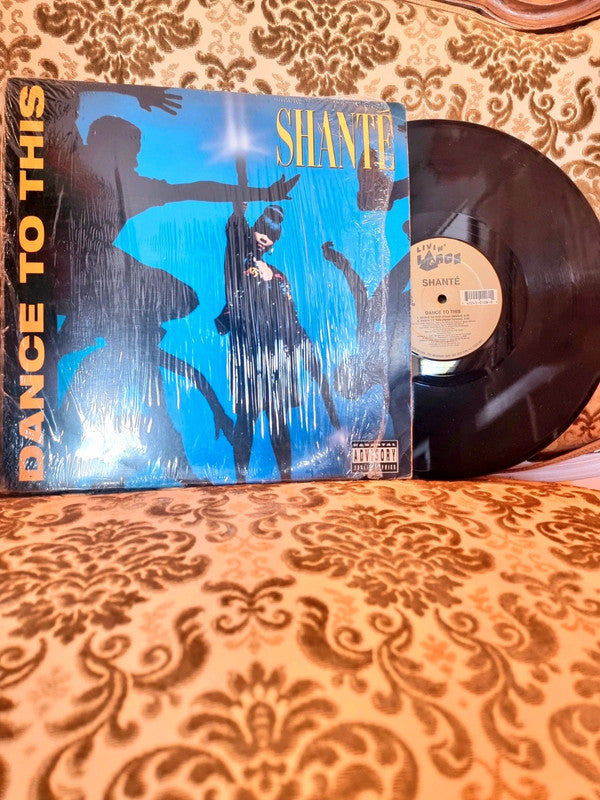 DANCE TO THIS
SHANTÉ
PARENTAL
ADVISORY
EXPLICIT LYRICS
LIVIN'
LARGE
SHANTÉ
DANCE TO THIS